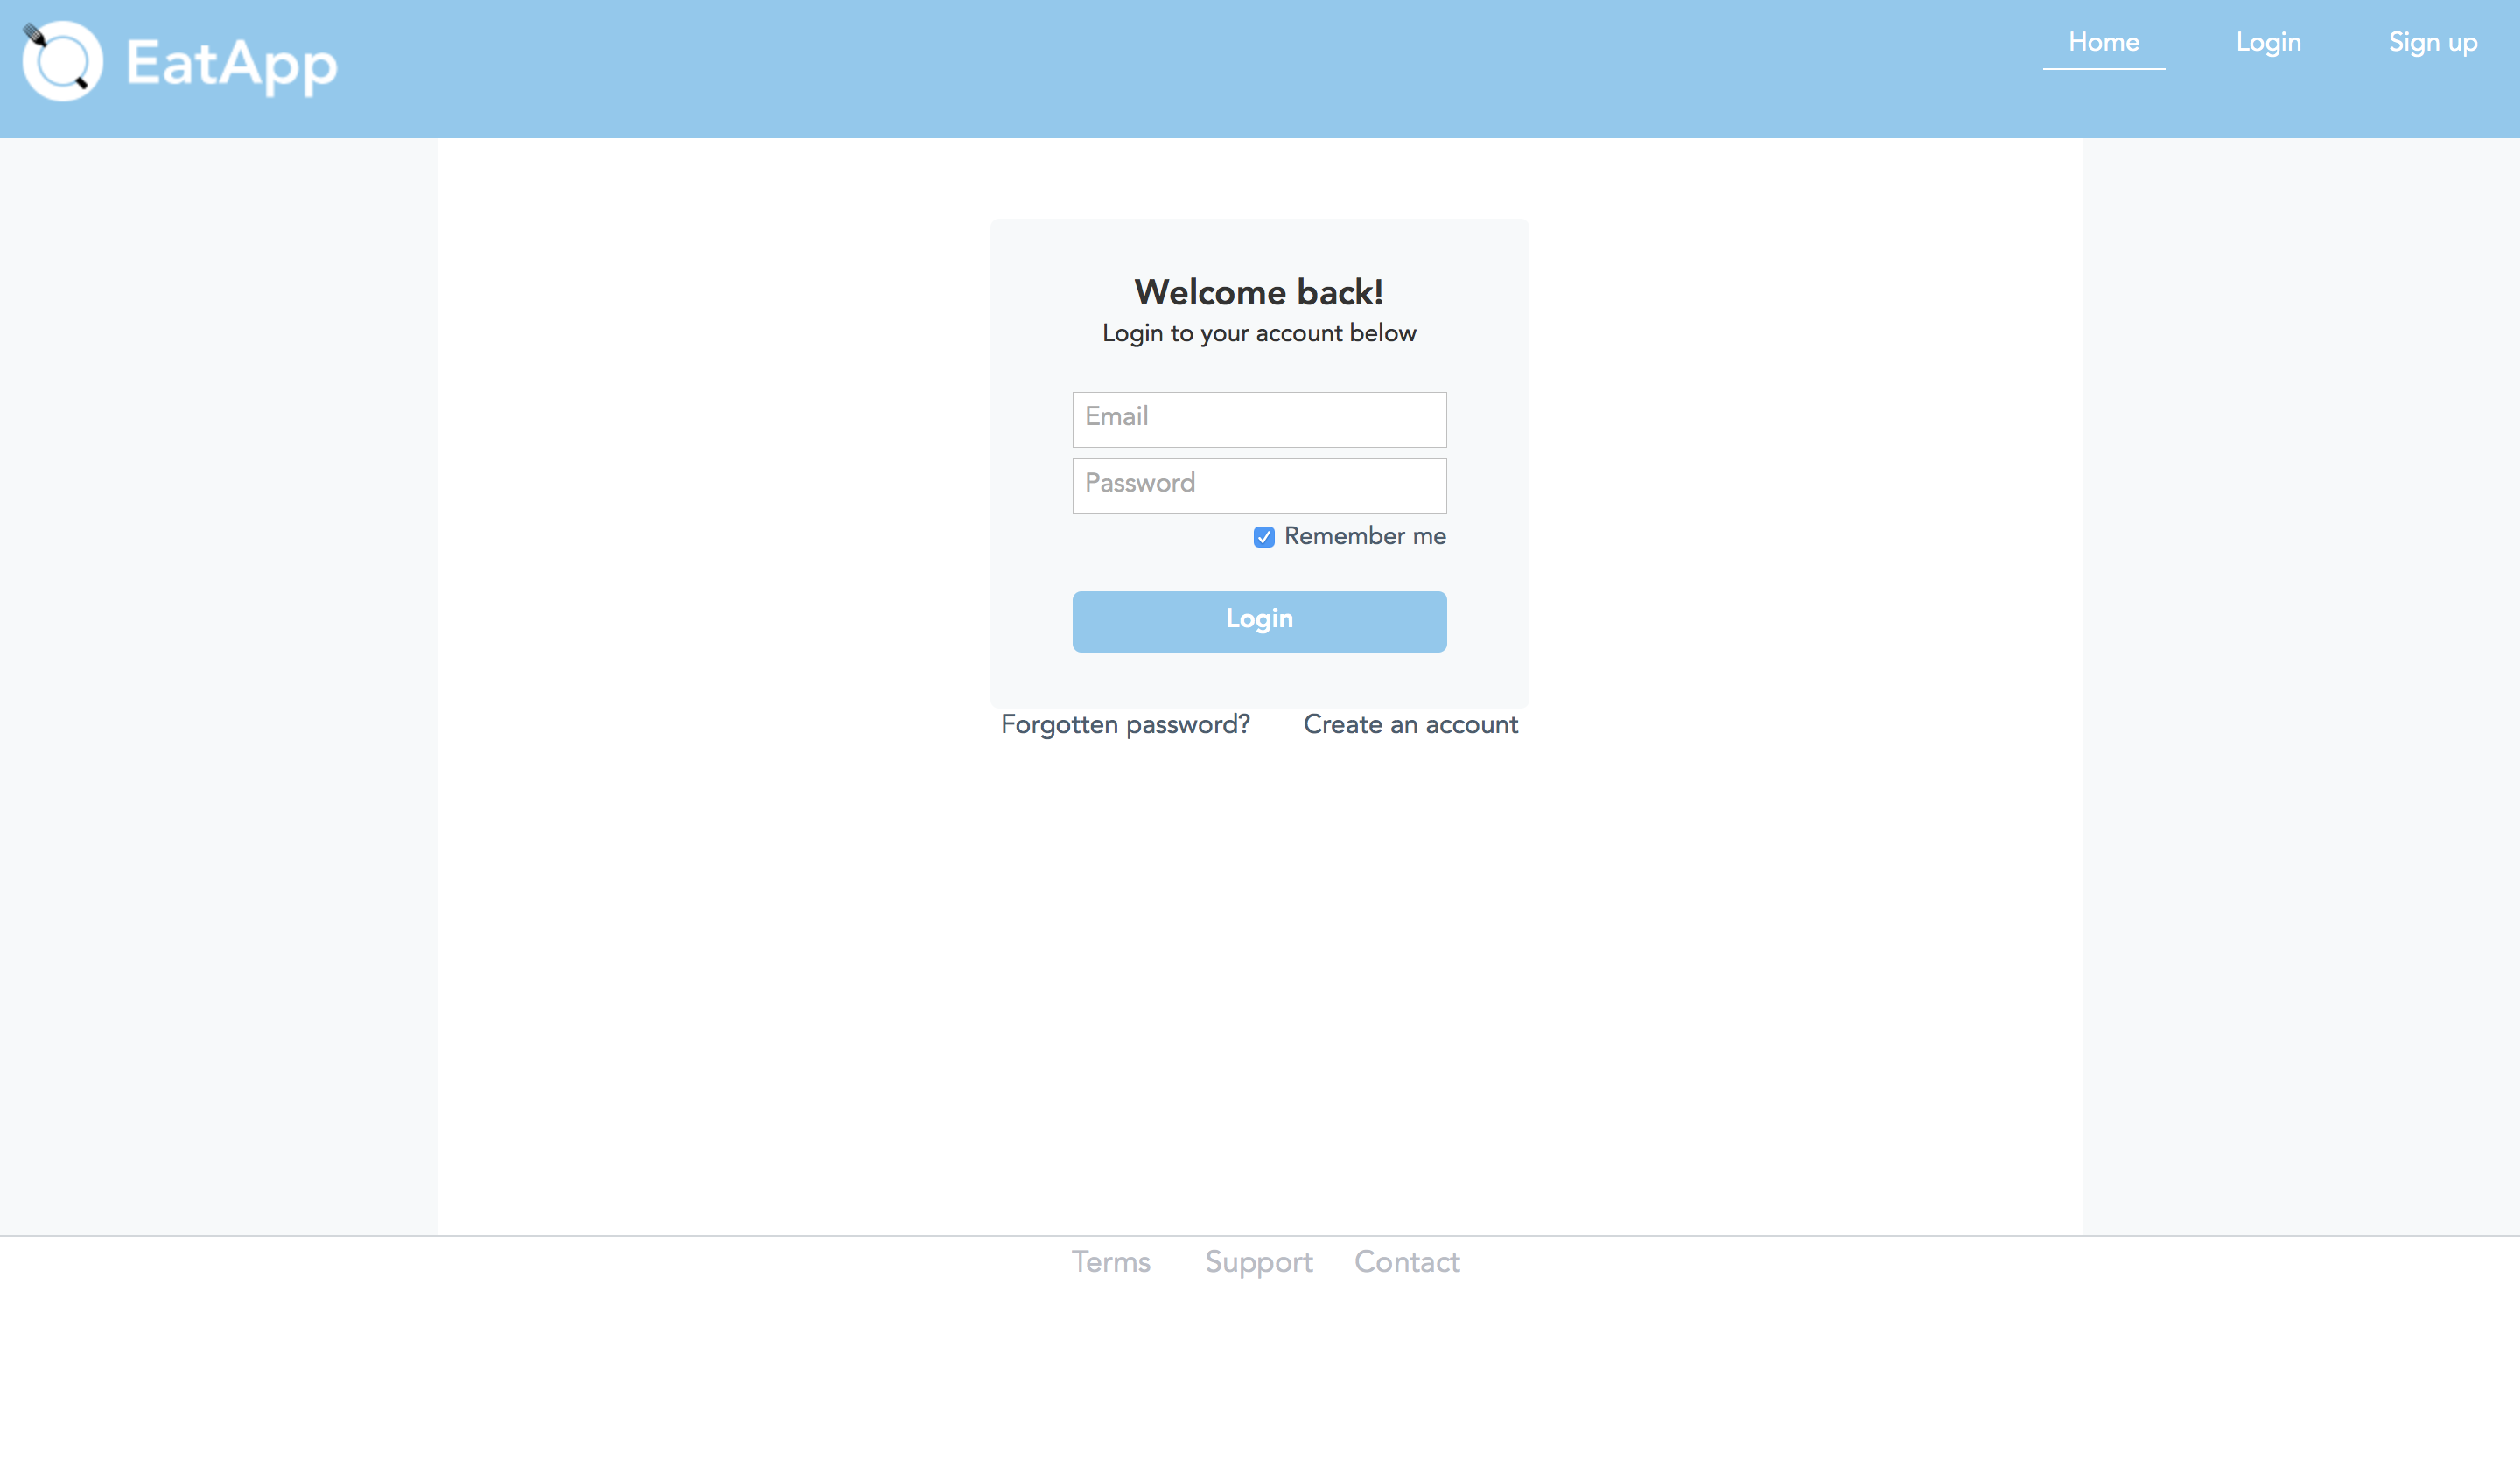 EatApp
Home Login Sign up
Welcome back!
Login to your account below
Email
Password
Remember me
Login
Forgotten password? Create an account
Terms Support Contact